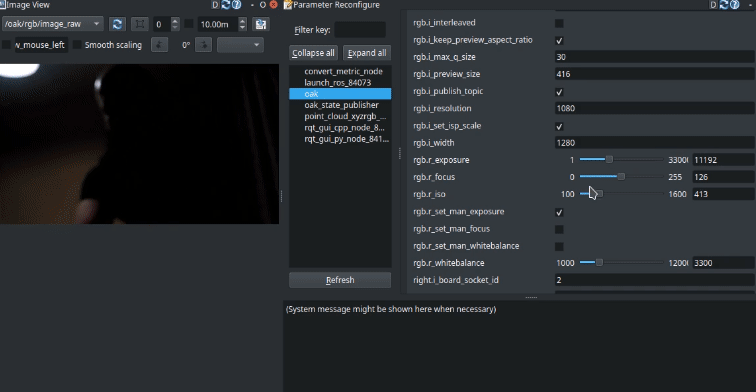 Image View
D
O
Parameter Reconfigure
D
/oak/rgb/image_raw
0
10.00m
w_mouse_left
Smooth scaling
0°
Filter key:
Collapse all
Expand all
convert_metric_node
launch_ros_84073
oak
oak_state_publisher
point_cloud_xyzrgb_...
rqt_gui_cpp_node_8...
rqt_gui_py_node_841...
Refresh
rgb.i_interleaved
rgb.i_keep_preview_aspect_ratio
rgb.i_max_q_size 30
rgb.i_preview_size 416
rgb.i_publish_topic
rgb.i_resolution 1080
rgb.i_set_isp_scale
rgb.i_width 1280
rgb.r_exposure 1 33000 11192
rgb.r_focus 0 255 126
rgb.r_iso 100 1600 413
rgb.r_set_man_exposure
rgb.r_set_man_focus
rgb.r_set_man_whitebalance
rgb.r_whitebalance 1000 12000 3300
right.i_board_socket_id 2
(System message might be shown here when necessary)